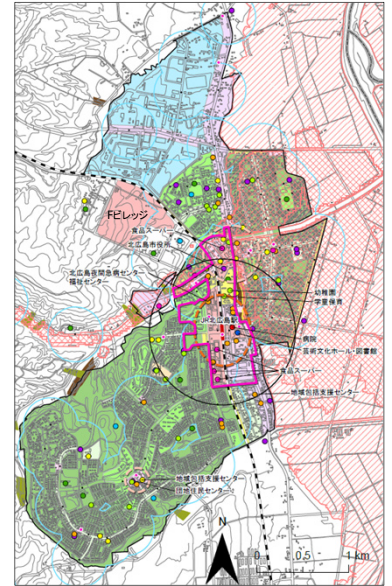 Fビレッジ
食品スーパー
北広島市役所
北広島夜間急病センター
福祉センター
幼稚園
学童保育
JR北広島駅
病院
芸術文化ホール・図書館
食品スーパー
地域包括支援センター
地域包括支援センター
団地住民センター
N
0 0.5 1 km